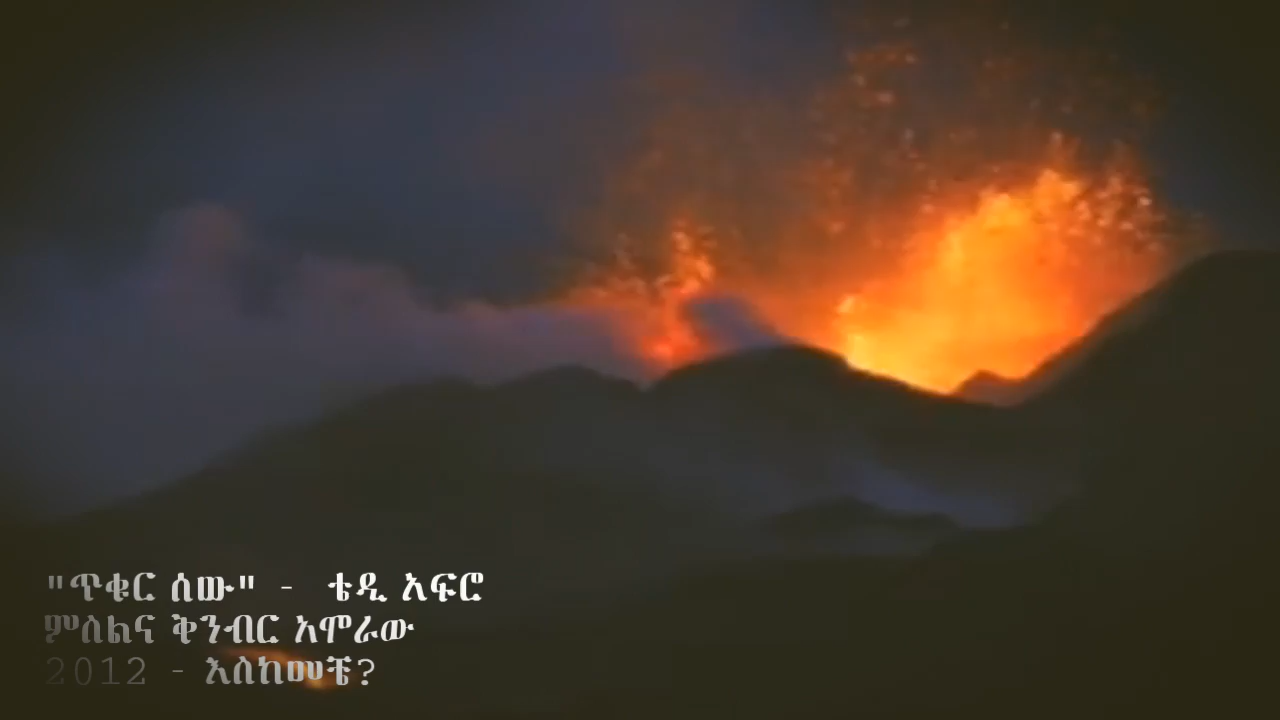 "ጥቁር ሰው" - ቴዲ አፍሮ
ምስልና ቅንብር አሞራው
2012 - እስከመቼ?